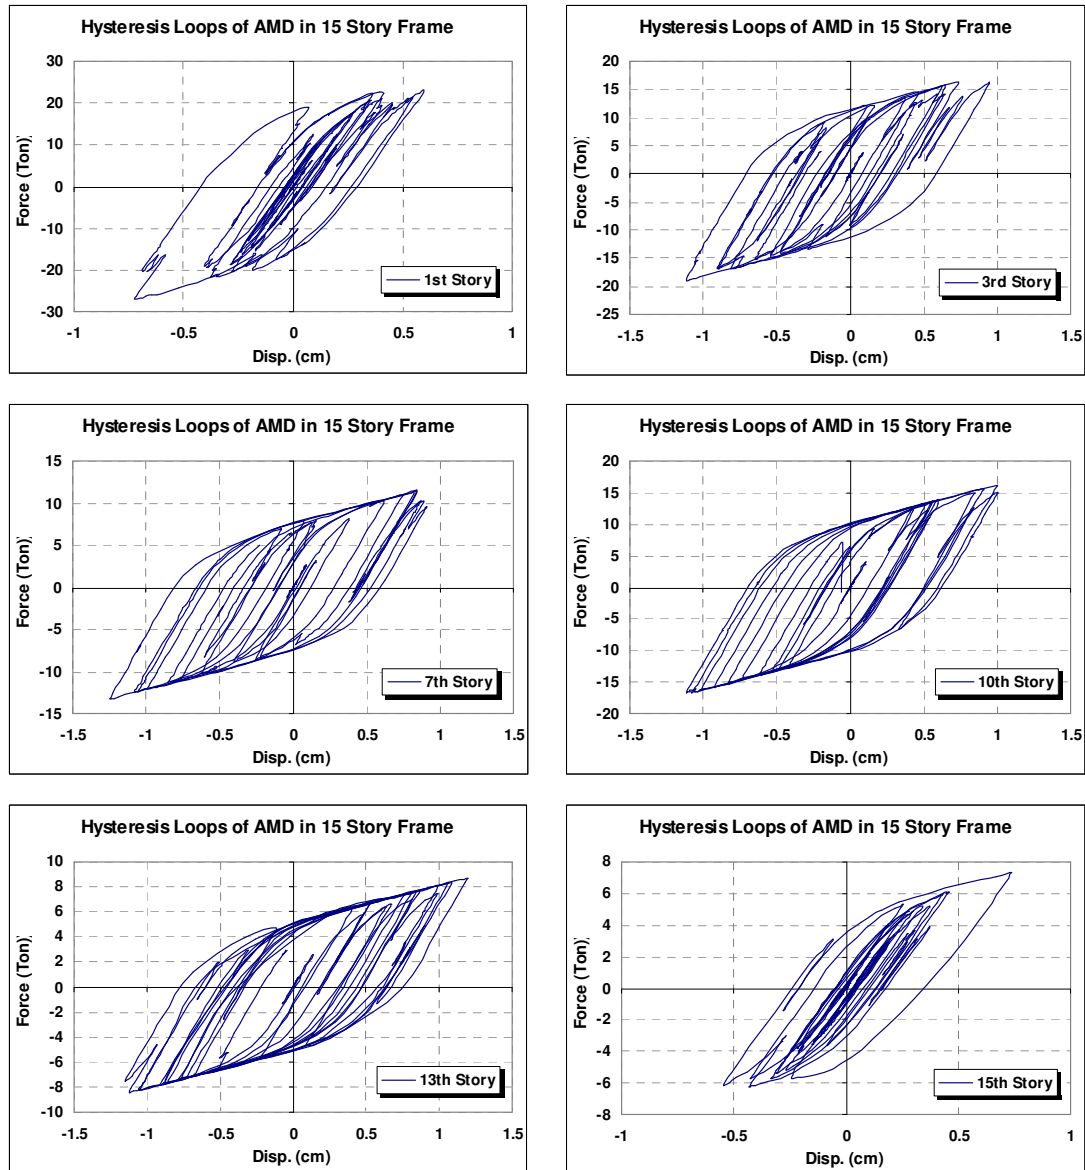 Hysteresis Loops of AMD in 15 Story Frame
30
20
10
0
-10
-20
-30
-1 -0.5 0 0.5 1
Force (Ton)
Disp. (cm)
1st Story
Hysteresis Loops of AMD in 15 Story Frame
20
15
10
5
0
-5
-10
-15
-20
-25
-1.5 -1 -0.5 0 0.5 1 1.5
Force (Ton)
Disp. (cm)
3rd Story
Hysteresis Loops of AMD in 15 Story Frame
15
10
5
0
-5
-10
-15
-1.5 -1 -0.5 0 0.5 1 1.5
Force (Ton)
Disp. (cm)
7th Story
Hysteresis Loops of AMD in 15 Story Frame
20
15
10
5
0
-5
-10
-15
-20
-1.5 -1 -0.5 0 0.5 1 1.5
Force (Ton)
Disp. (cm)
10th Story
Hysteresis Loops of AMD in 15 Story Frame
10
8
6
4
2
0
-2
-4
-6
-8
-10
-1.5 -1 -0.5 0 0.5 1 1.5
Force (Ton)
Disp. (cm)
13th Story
Hysteresis Loops of AMD in 15 Story Frame
8
6
4
2
0
-2
-4
-6
-8
-1 -0.5 0 0.5 1
Force (Ton)
Disp. (cm)
15th Story